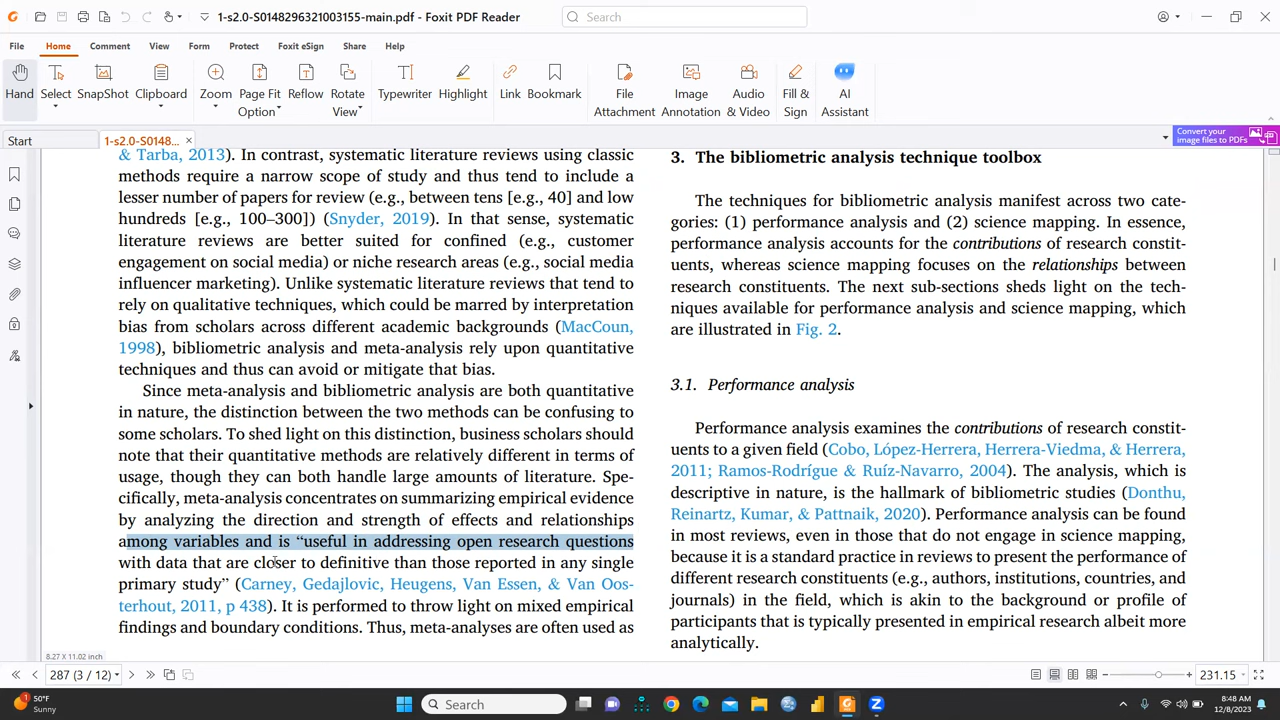 1-s2.0-S0148296321003155-main.pdf - Foxit PDF Reader
Search
File
Home
Comment
View
Form
Protect
Foxit eSign
Share
Help
Hand
Select
SnapShot
Clipboard
Zoom
Page Fit
Option
Reflow
Rotate
View
Typewriter
Highlight
Link
Bookmark
File
Attachment
Image
Annotation
Audio
& Video
Fill &
Sign
AI
Assistant
Start
1-s2.0-S0148...
Convert your
image files to PDFs
& Tarba, 2013). In contrast, systematic literature reviews using classic
methods require a narrow scope of study and thus tend to include a
lesser number of papers for review (e.g., between tens [e.g., 40] and low
hundreds [e.g., 100–300]) (Snyder, 2019). In that sense, systematic
literature reviews are better suited for confined (e.g., customer
engagement on social media) or niche research areas (e.g., social media
influencer marketing). Unlike systematic literature reviews that tend to
rely on qualitative techniques, which could be marred by interpretation
bias from scholars across different academic backgrounds (MacCoun,
1998), bibliometric analysis and meta-analysis rely upon quantitative
techniques and thus can avoid or mitigate that bias.
Since meta-analysis and bibliometric analysis are both quantitative
in nature, the distinction between the two methods can be confusing to
some scholars. To shed light on this distinction, business scholars should
note that their quantitative methods are relatively different in terms of
usage, though they can both handle large amounts of literature. Spe-
cifically, meta-analysis concentrates on summarizing empirical evidence
by analyzing the direction and strength of effects and relationships
among variables and is “useful in addressing open research questions
with data that are closer to definitive than those reported in any single
primary study” (Carney, Gedajlovic, Heugens, Van Essen, & Van Oos-
terhout, 2011, p 438). It is performed to throw light on mixed empirical
findings and boundary conditions. Thus, meta-analyses are often used as
3. The bibliometric analysis technique toolbox
The techniques for bibliometric analysis manifest across two cate-
gories: (1) performance analysis and (2) science mapping. In essence,
performance analysis accounts for the contributions of research constit-
uents, whereas science mapping focuses on the relationships between
research constituents. The next sub-sections sheds light on the tech-
niques available for performance analysis and science mapping, which
are illustrated in Fig. 2.
3.1. Performance analysis
Performance analysis examines the contributions of research constit-
uents to a given field (Cobo, López-Herrera, Herrera-Viedma, & Herrera,
2011; Ramos-Rodrígue & Ruíz-Navarro, 2004). The analysis, which is
descriptive in nature, is the hallmark of bibliometric studies (Donthu,
Reinartz, Kumar, & Pattnaik, 2020). Performance analysis can be found
in most reviews, even in those that do not engage in science mapping,
because it is a standard practice in reviews to present the performance of
different research constituents (e.g., authors, institutions, countries, and
journals) in the field, which is akin to the background or profile of
participants that is typically presented in empirical research albeit more
analytically.
8.27 X 11.02 inch
287 (3 / 12)
231.15
50°F
Sunny
1
Search
8:48 AM
12/8/2023